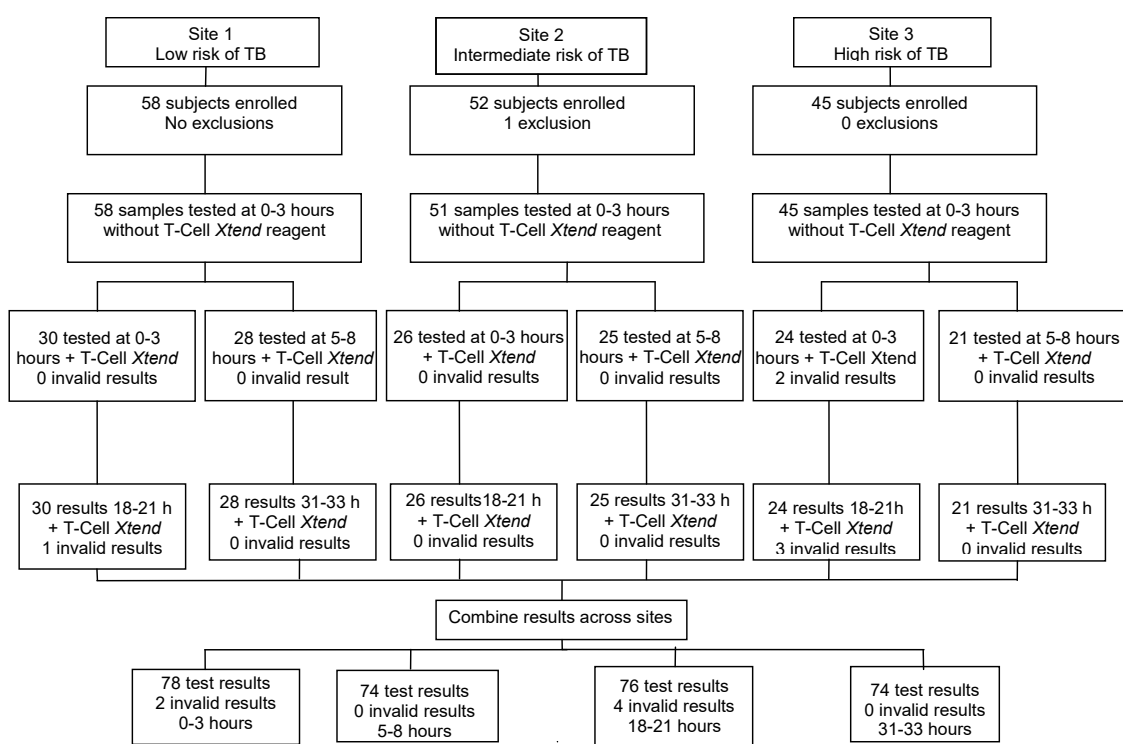 Site 1
Low risk of TB
Site 2
Intermediate risk of TB
Site 3
High risk of TB
58 subjects enrolled
No exclusions
52 subjects enrolled
1 exclusion
45 subjects enrolled
0 exclusions
58 samples tested at 0-3 hours
without T-Cell Xtend reagent
51 samples tested at 0-3 hours
without T-Cell Xtend reagent
45 samples tested at 0-3 hours
without T-Cell Xtend reagent
30 tested at 0-3
hours + T-Cell Xtend
0 invalid results
28 tested at 5-8
hours + T-Cell Xtend
0 invalid result
26 tested at 0-3 hours
+ T-Cell Xtend
0 invalid results
25 tested at 5-8
hours + T-Cell Xtend
0 invalid results
24 tested at 0-3
hours + T-Cell Xtend
2 invalid results
21 tested at 5-8 hours
+ T-Cell Xtend
0 invalid results
30 results 18-21 h
+ T-Cell Xtend
1 invalid results
28 results 31-33 h
+ T-Cell Xtend
0 invalid results
26 results18-21 h
+ T-Cell Xtend
0 invalid results
25 results 31-33 h
+ T-Cell Xtend
0 invalid results
24 results 18-21h
+ T-Cell Xtend
3 invalid results
21 results 31-33 h
+ T-Cell Xtend
0 invalid results
Combine results across sites
78 test results
2 invalid results
0-3 hours
74 test results
0 invalid results
5-8 hours
76 test results
4 invalid results
18-21 hours
74 test results
0 invalid results
31-33 hours